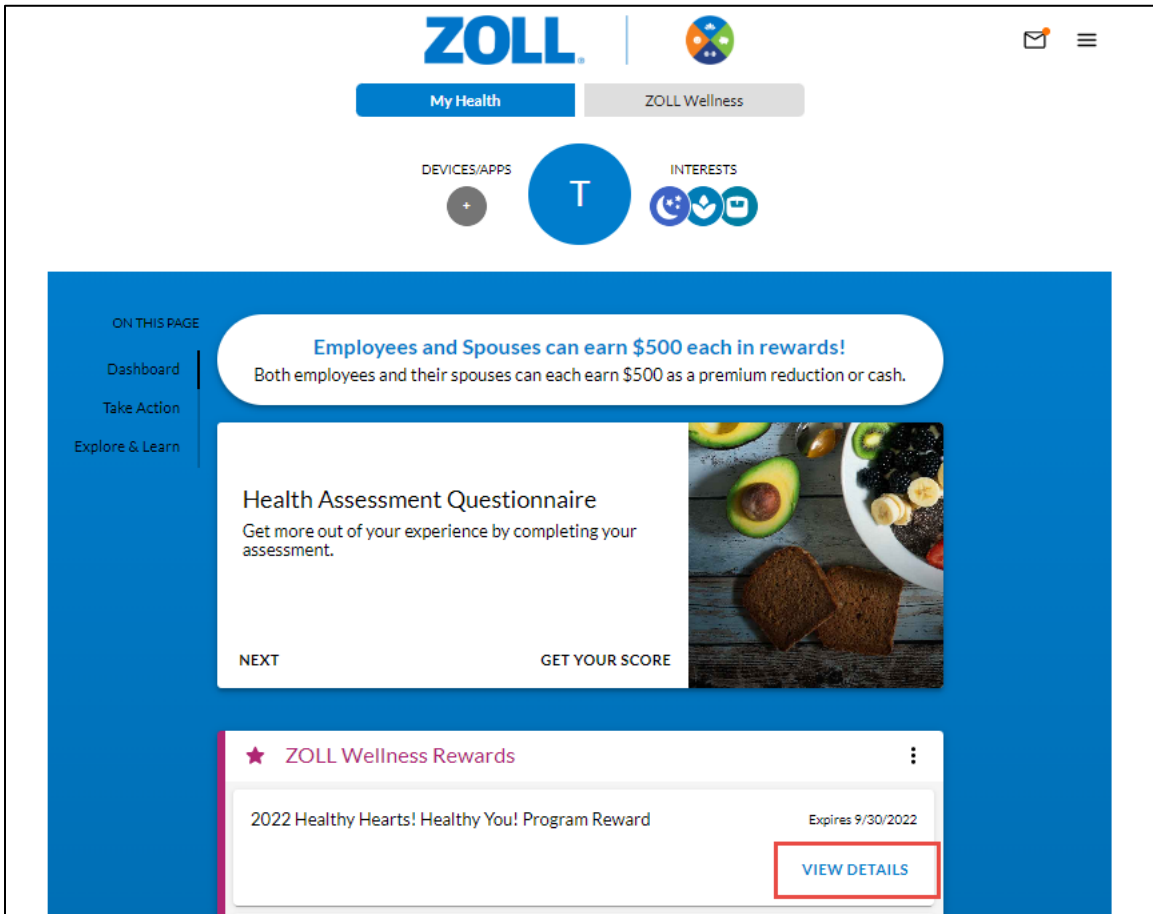 ZOLL®
My Health
ZOLL Wellness
DEVICES/APPS
+
T
INTERESTS
ON THIS PAGE
Dashboard
Take Action
Explore & Learn
Employees and Spouses can earn $500 each in rewards!
Both employees and their spouses can each earn $500 as a premium reduction or cash.
Health Assessment Questionnaire
Get more out of your experience by completing your
assessment.
NEXT
GET YOUR SCORE
ZOLL Wellness Rewards
2022 Healthy Hearts! Healthy You! Program Reward
Expires 9/30/2022
VIEW DETAILS